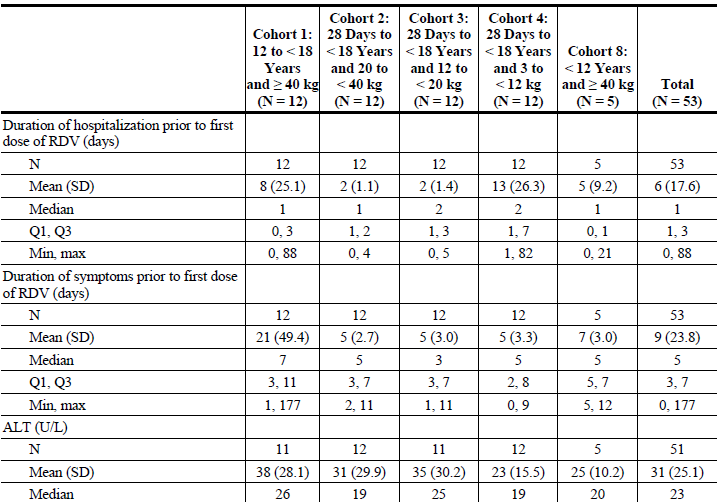 Cohort 1: 12 to < 18 Years and ≥ 40 kg (N = 12) Cohort 2: 28 Days to < 18 Years and 20 to < 40 kg (N = 12) Cohort 3: 28 Days to < 18 Years and 12 to < 20 kg (N = 12) Cohort 4: 28 Days to < 18 Years and 3 to < 12 kg (N = 12) Cohort 8: < 12 Years and ≥ 40 kg (N = 5) Total (N = 53)
Duration of hospitalization prior to first
dose of RDV (days)
N 12 12 12 12 5 53
Mean (SD) 8 (25.1) 2 (1.1) 2 (1.4) 13 (26.3) 5 (9.2) 6 (17.6)
Median 1 1 2 2 1 1
Q1, Q3 0, 3 1, 2 1, 3 1, 7 0, 1 1, 3
Min, max 0, 88 0, 4 0, 5 1, 82 0, 21 0, 88
Duration of symptoms prior to first dose
of RDV (days)
N 12 12 12 12 5 53
Mean (SD) 21 (49.4) 5 (2.7) 5 (3.0) 5 (3.3) 7 (3.0) 9 (23.8)
Median 7 5 3 5 5 5
Q1, Q3 3, 11 3, 7 3, 7 2, 8 5, 7 3, 7
Min, max 1, 177 2, 11 1, 11 0, 9 5, 12 0, 177
ALT (U/L)
N 11 12 11 12 5 51
Mean (SD) 38 (28.1) 31 (29.9) 35 (30.2) 23 (15.5) 25 (10.2) 31 (25.1)
Median 26 19 25 19 20 23